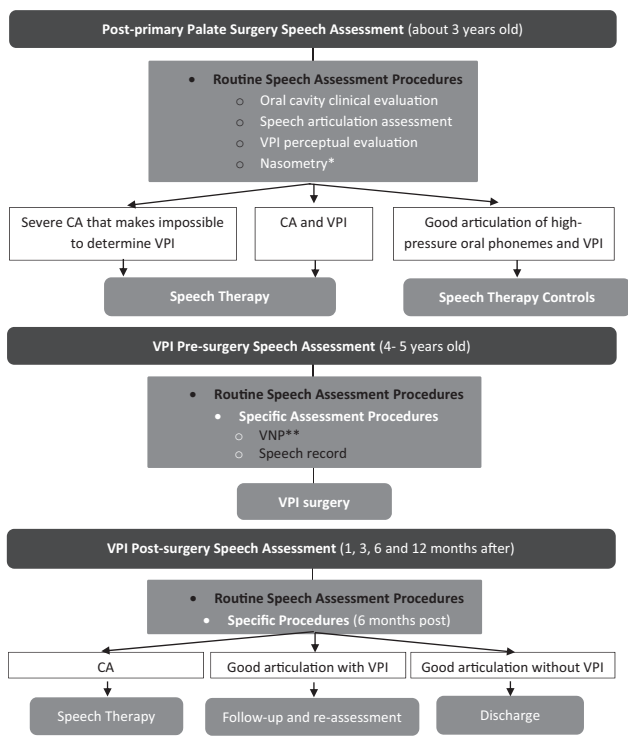 Post-primary Palate Surgery Speech Assessment (about 3 years old)
• Routine Speech Assessment Procedures
o Oral cavity clinical evaluation
o Speech articulation assessment
o VPI perceptual evaluation
o Nasometry*
Severe CA that makes impossible
to determine VPI
CA and VPI
Good articulation of high-
pressure oral phonemes and VPI
Speech Therapy
Speech Therapy Controls
VPI Pre-surgery Speech Assessment (4- 5 years old)
• Routine Speech Assessment Procedures
• Specific Assessment Procedures
o VNP**
o Speech record
VPI surgery
VPI Post-surgery Speech Assessment (1, 3, 6 and 12 months after)
• Routine Speech Assessment Procedures
• Specific Procedures (6 months post)
CA
Good articulation with VPI
Good articulation without VPI
Speech Therapy
Follow-up and re-assessment
Discharge